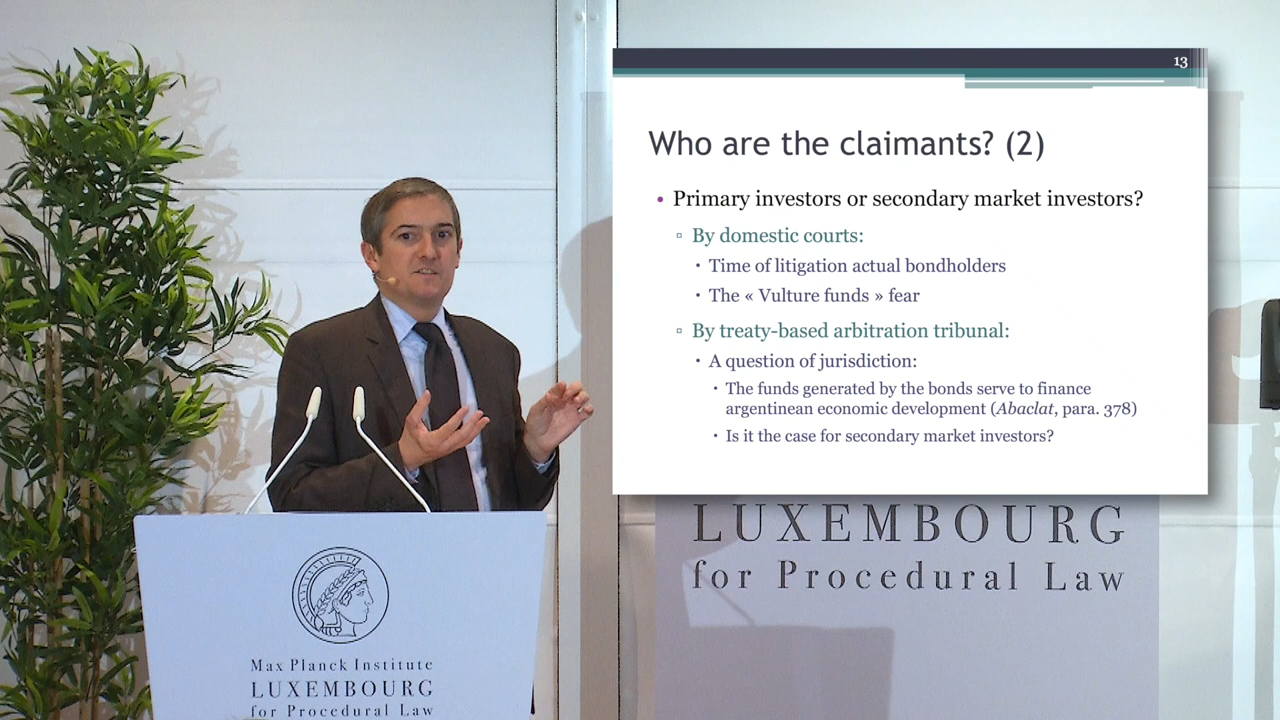 13
Who are the claimants? (2)
• Primary investors or secondary market investors?
▫ By domestic courts:
• Time of litigation actual bondholders
• The « Vulture funds » fear
▫ By treaty-based arbitration tribunal:
• A question of jurisdiction:
• The funds generated by the bonds serve to finance
argentinean economic development (Abaclat, para. 378)
• Is it the case for secondary market investors?
LUXEMBOURG
for Procedural Law
Max Planck Institute
LUXEMBOURG
for Procedural Law